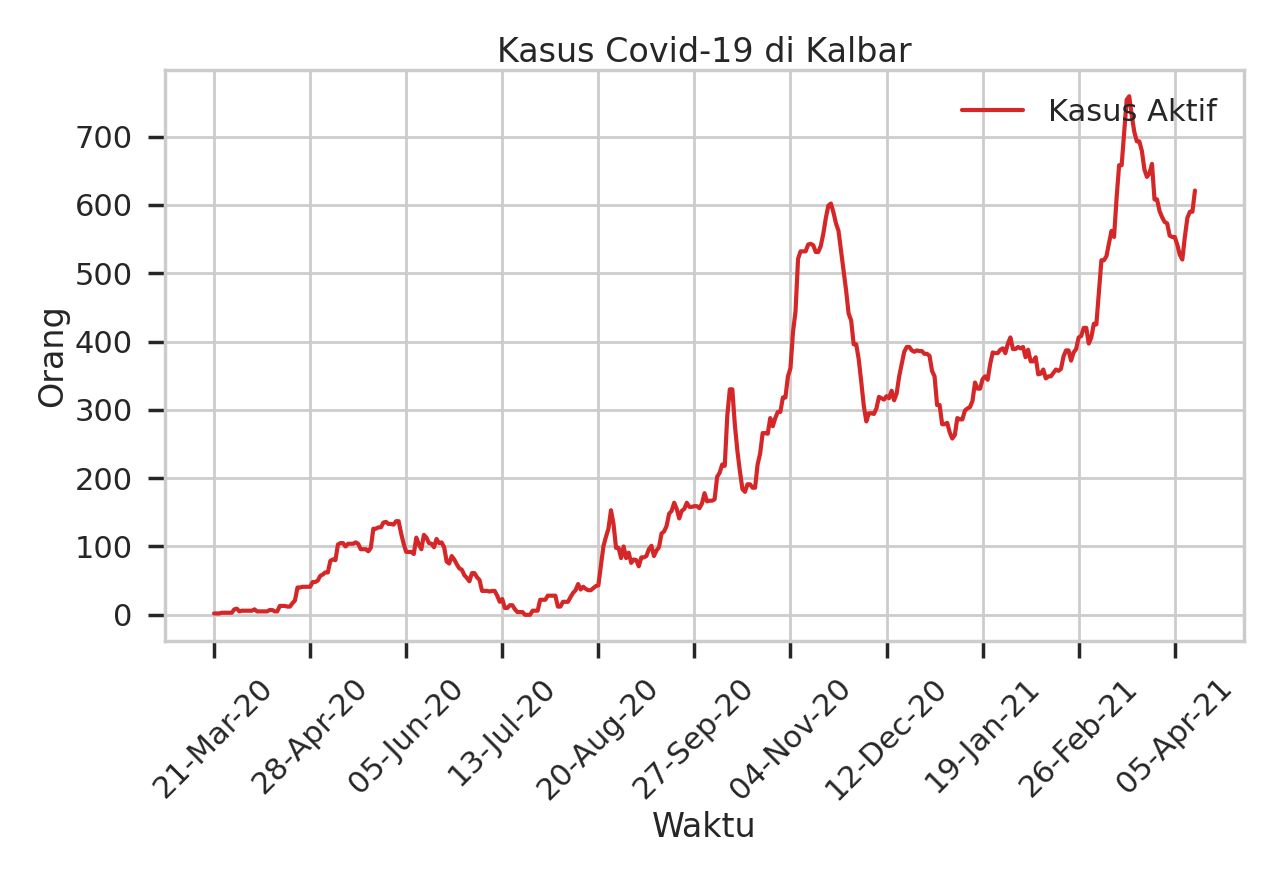 Kasus Covid-19 di Kalbar
Kasus Aktif
Orang
700
600
500
400
300
200
100
0
21-Mar-20
28-Apr-20
05-Jun-20
13-Jul-20
20-Aug-20
27-Sep-20
04-Nov-20
12-Dec-20
19-Jan-21
26-Feb-21
05-Apr-21
Waktu